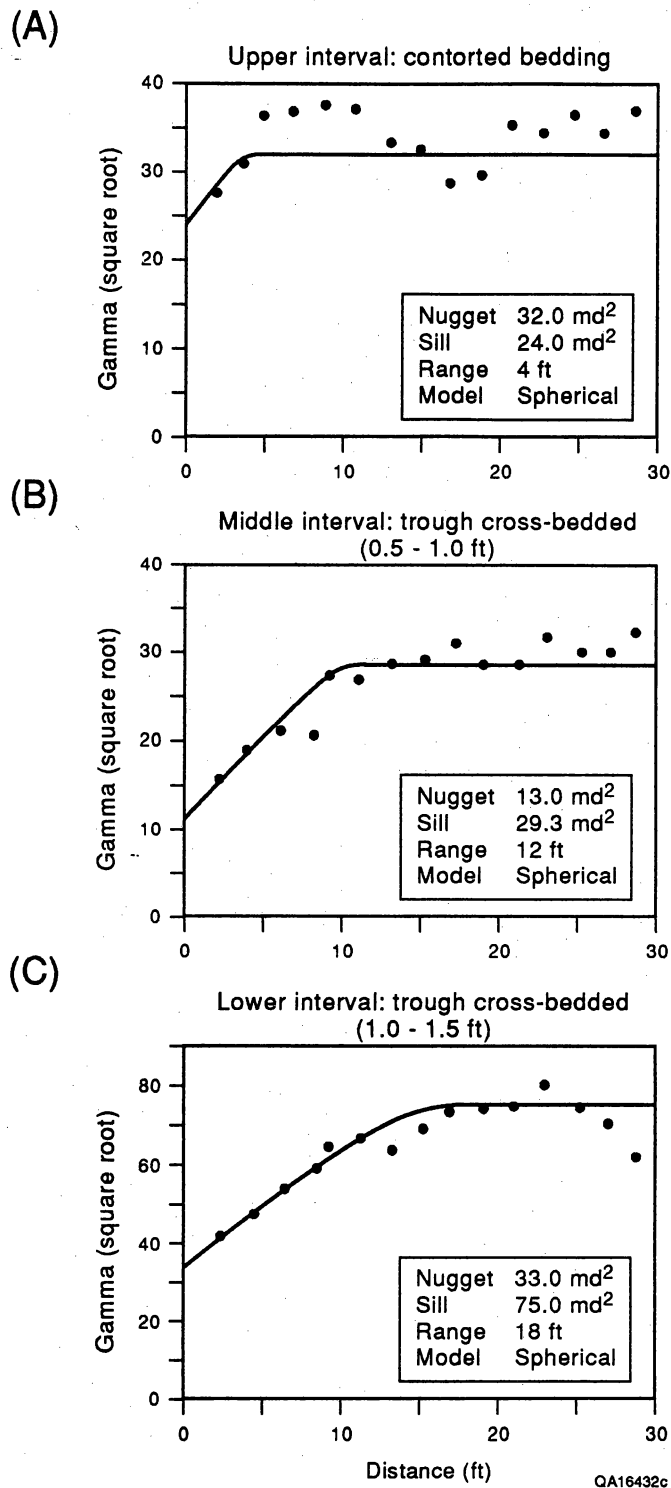 (A)
Upper interval: contorted bedding
Gamma (square root)
40
30
20
10
0
Nugget 32.0 md²
Sill 24.0 md²
Range 4 ft
Model Spherical
0 10 20 30
(B)
Middle interval: trough cross-bedded
(0.5 - 1.0 ft)
Gamma (square root)
40
30
20
10
0
Nugget 13.0 md²
Sill 29.3 md²
Range 12 ft
Model Spherical
0 10 20 30
(C)
Lower interval: trough cross-bedded
(1.0 - 1.5 ft)
Gamma (square root)
80
60
40
20
0
Nugget 33.0 md²
Sill 75.0 md²
Range 18 ft
Model Spherical
0 10 20 30
Distance (ft)
QA16432c